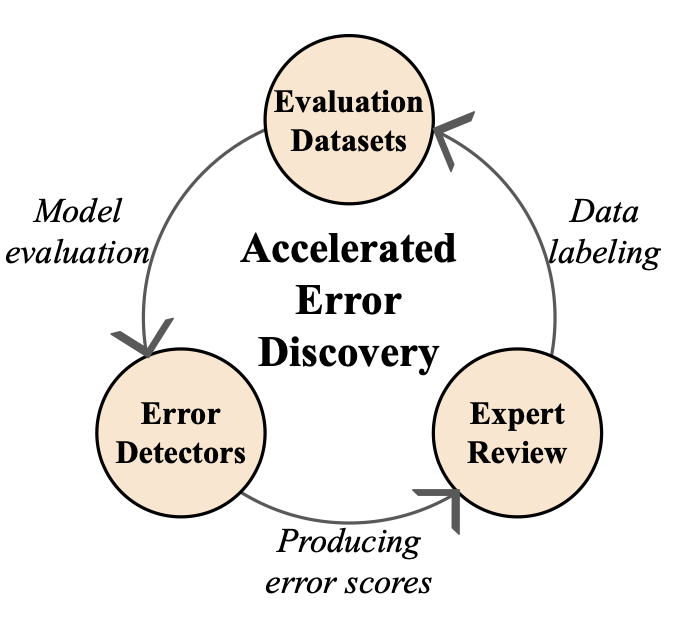 Evaluation
Datasets
Model
evaluation
Data
labeling
Accelerated
Error
Discovery
Error
Detectors
Expert
Review
Producing
error scores